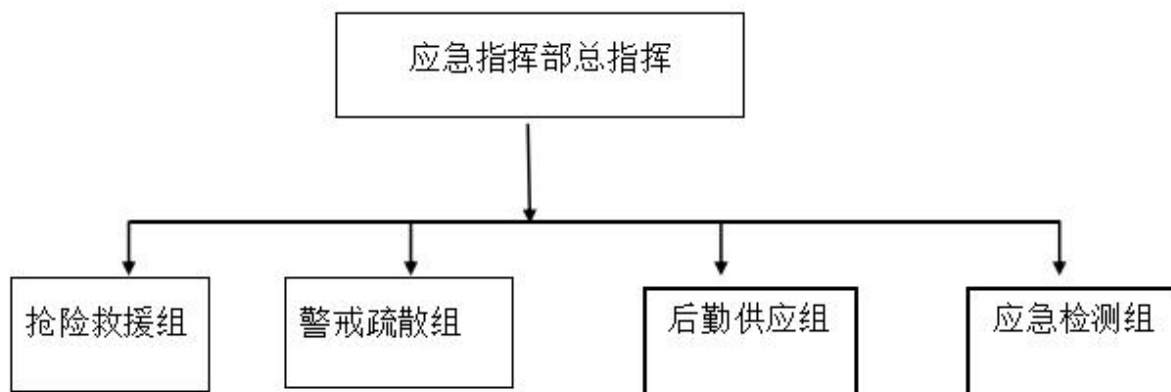 应急指挥部总指挥
抢险救援组
警戒疏散组
后勤供应组
应急检测组